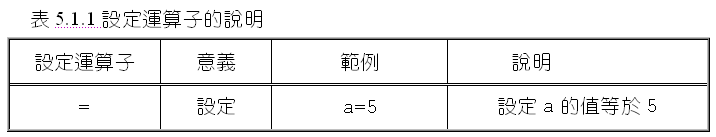 表 5.1.1 設定運算子的說明
設定運算子 意義 範例 說明
= 設定 a=5 設定 a 的值等於 5